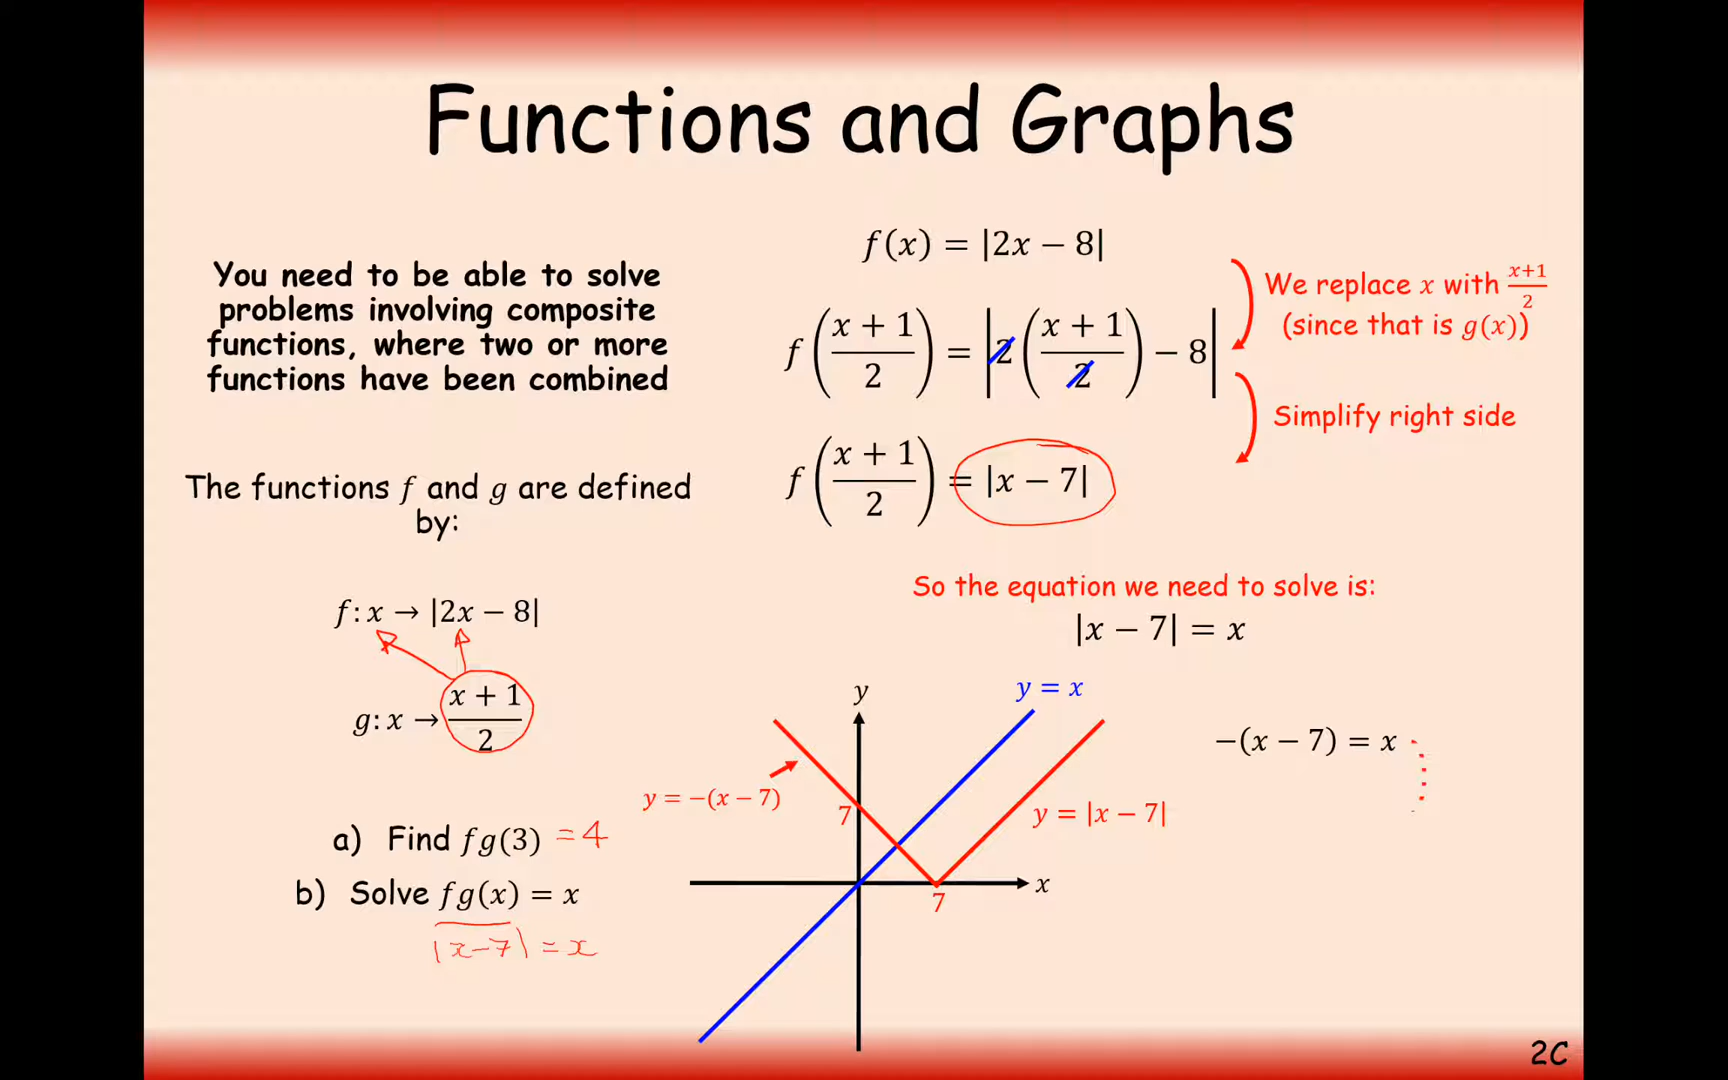 Functions and Graphs
You need to be able to solve
problems involving composite
functions, where two or more
functions have been combined
The functions f and g are defined
by:
f: x → |2x − 8|
g: x → (x + 1)/2
a) Find fg(3) = 4
b) Solve fg(x) = x
|x−7| = x
f(x) = |2x − 8|
f((x + 1)/2) = |2((x + 1)/2) − 8|
f((x + 1)/2) = |x − 7|
We replace x with (x+1)/2
(since that is g(x))
Simplify right side
So the equation we need to solve is:
|x − 7| = x
y
y = x
−(x − 7) = x
y = −(x − 7)
7
y = |x − 7|
x
7
2C